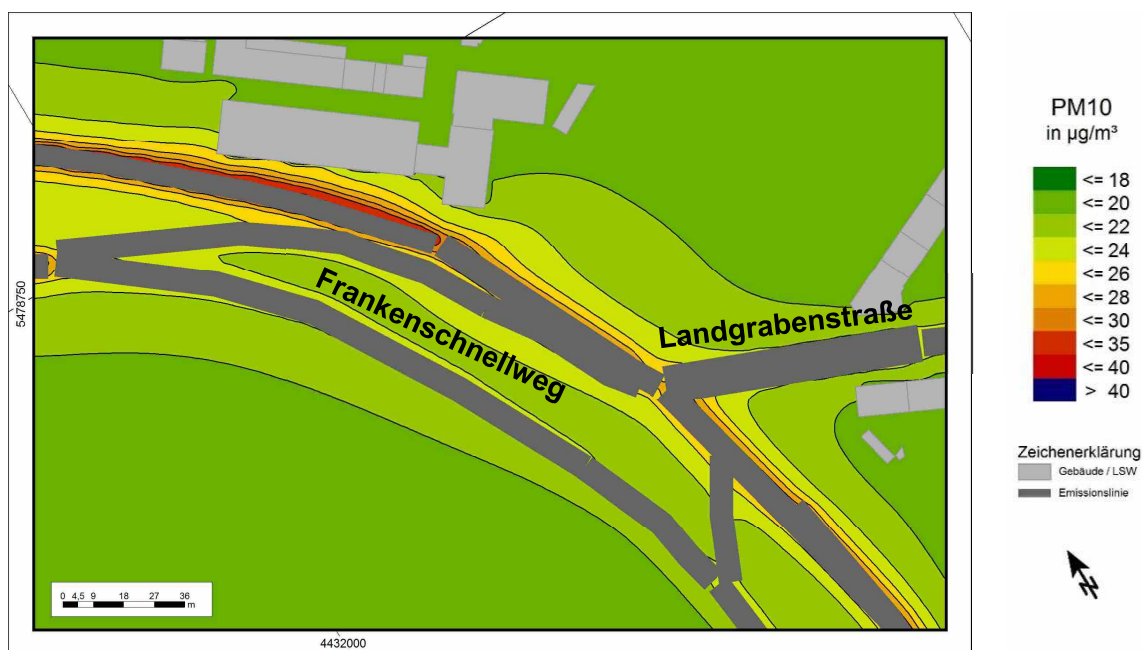 PM10
in µg/m³
<= 18
<= 20
<= 22
<= 24
<= 26
<= 28
<= 30
<= 35
<= 40
> 40
Zeichenerklärung
Gebäude / LSW
Emissionslinie
N
Frankenschnellweg
Landgrabenstraße
5478750
4432000
0 4,5 9 18 27 36
m